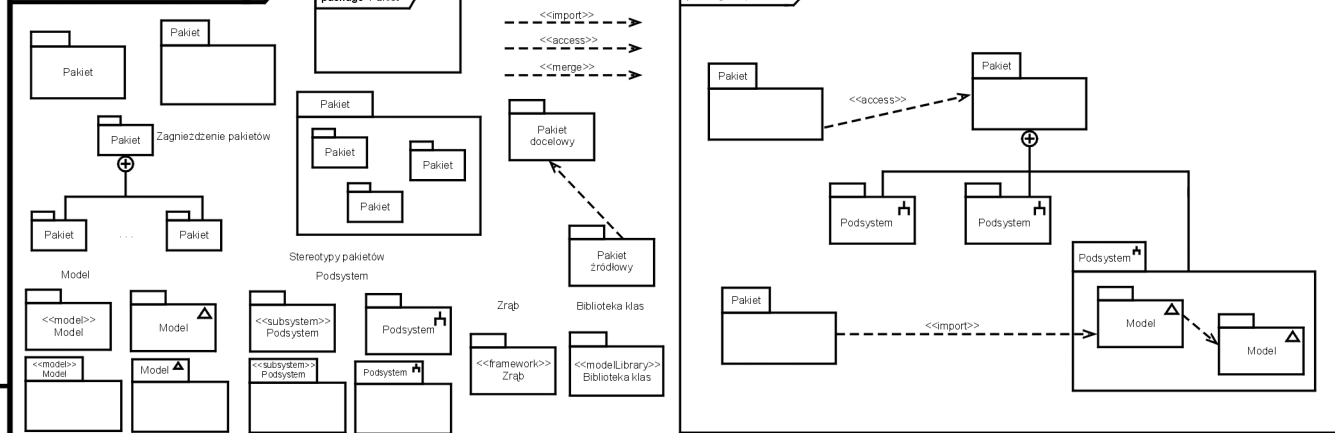 package Pakiet
Pakiet
Pakiet
<<import>>
<<access>>
<<merge>>
Pakiet
Zagnieżdżenie pakietów
Pakiet
. . .
Pakiet
Pakiet
Pakiet
Pakiet
Pakiet
Pakiet
docelowy
Pakiet
źródłowy
Stereotypy pakietów
Model
Podsystem
Zrąb
Biblioteka klas
<<model>>
Model
Model
<<subsystem>>
Podsystem
Podsystem
<<framework>>
Zrąb
<<modelLibrary>>
Biblioteka klas
<<model>>
Model
Model
<<subsystem>>
Podsystem
Podsystem
Pakiet
<<access>>
Pakiet
Podsystem
Podsystem
Podsystem
Pakiet
<<import>>
Model
Model